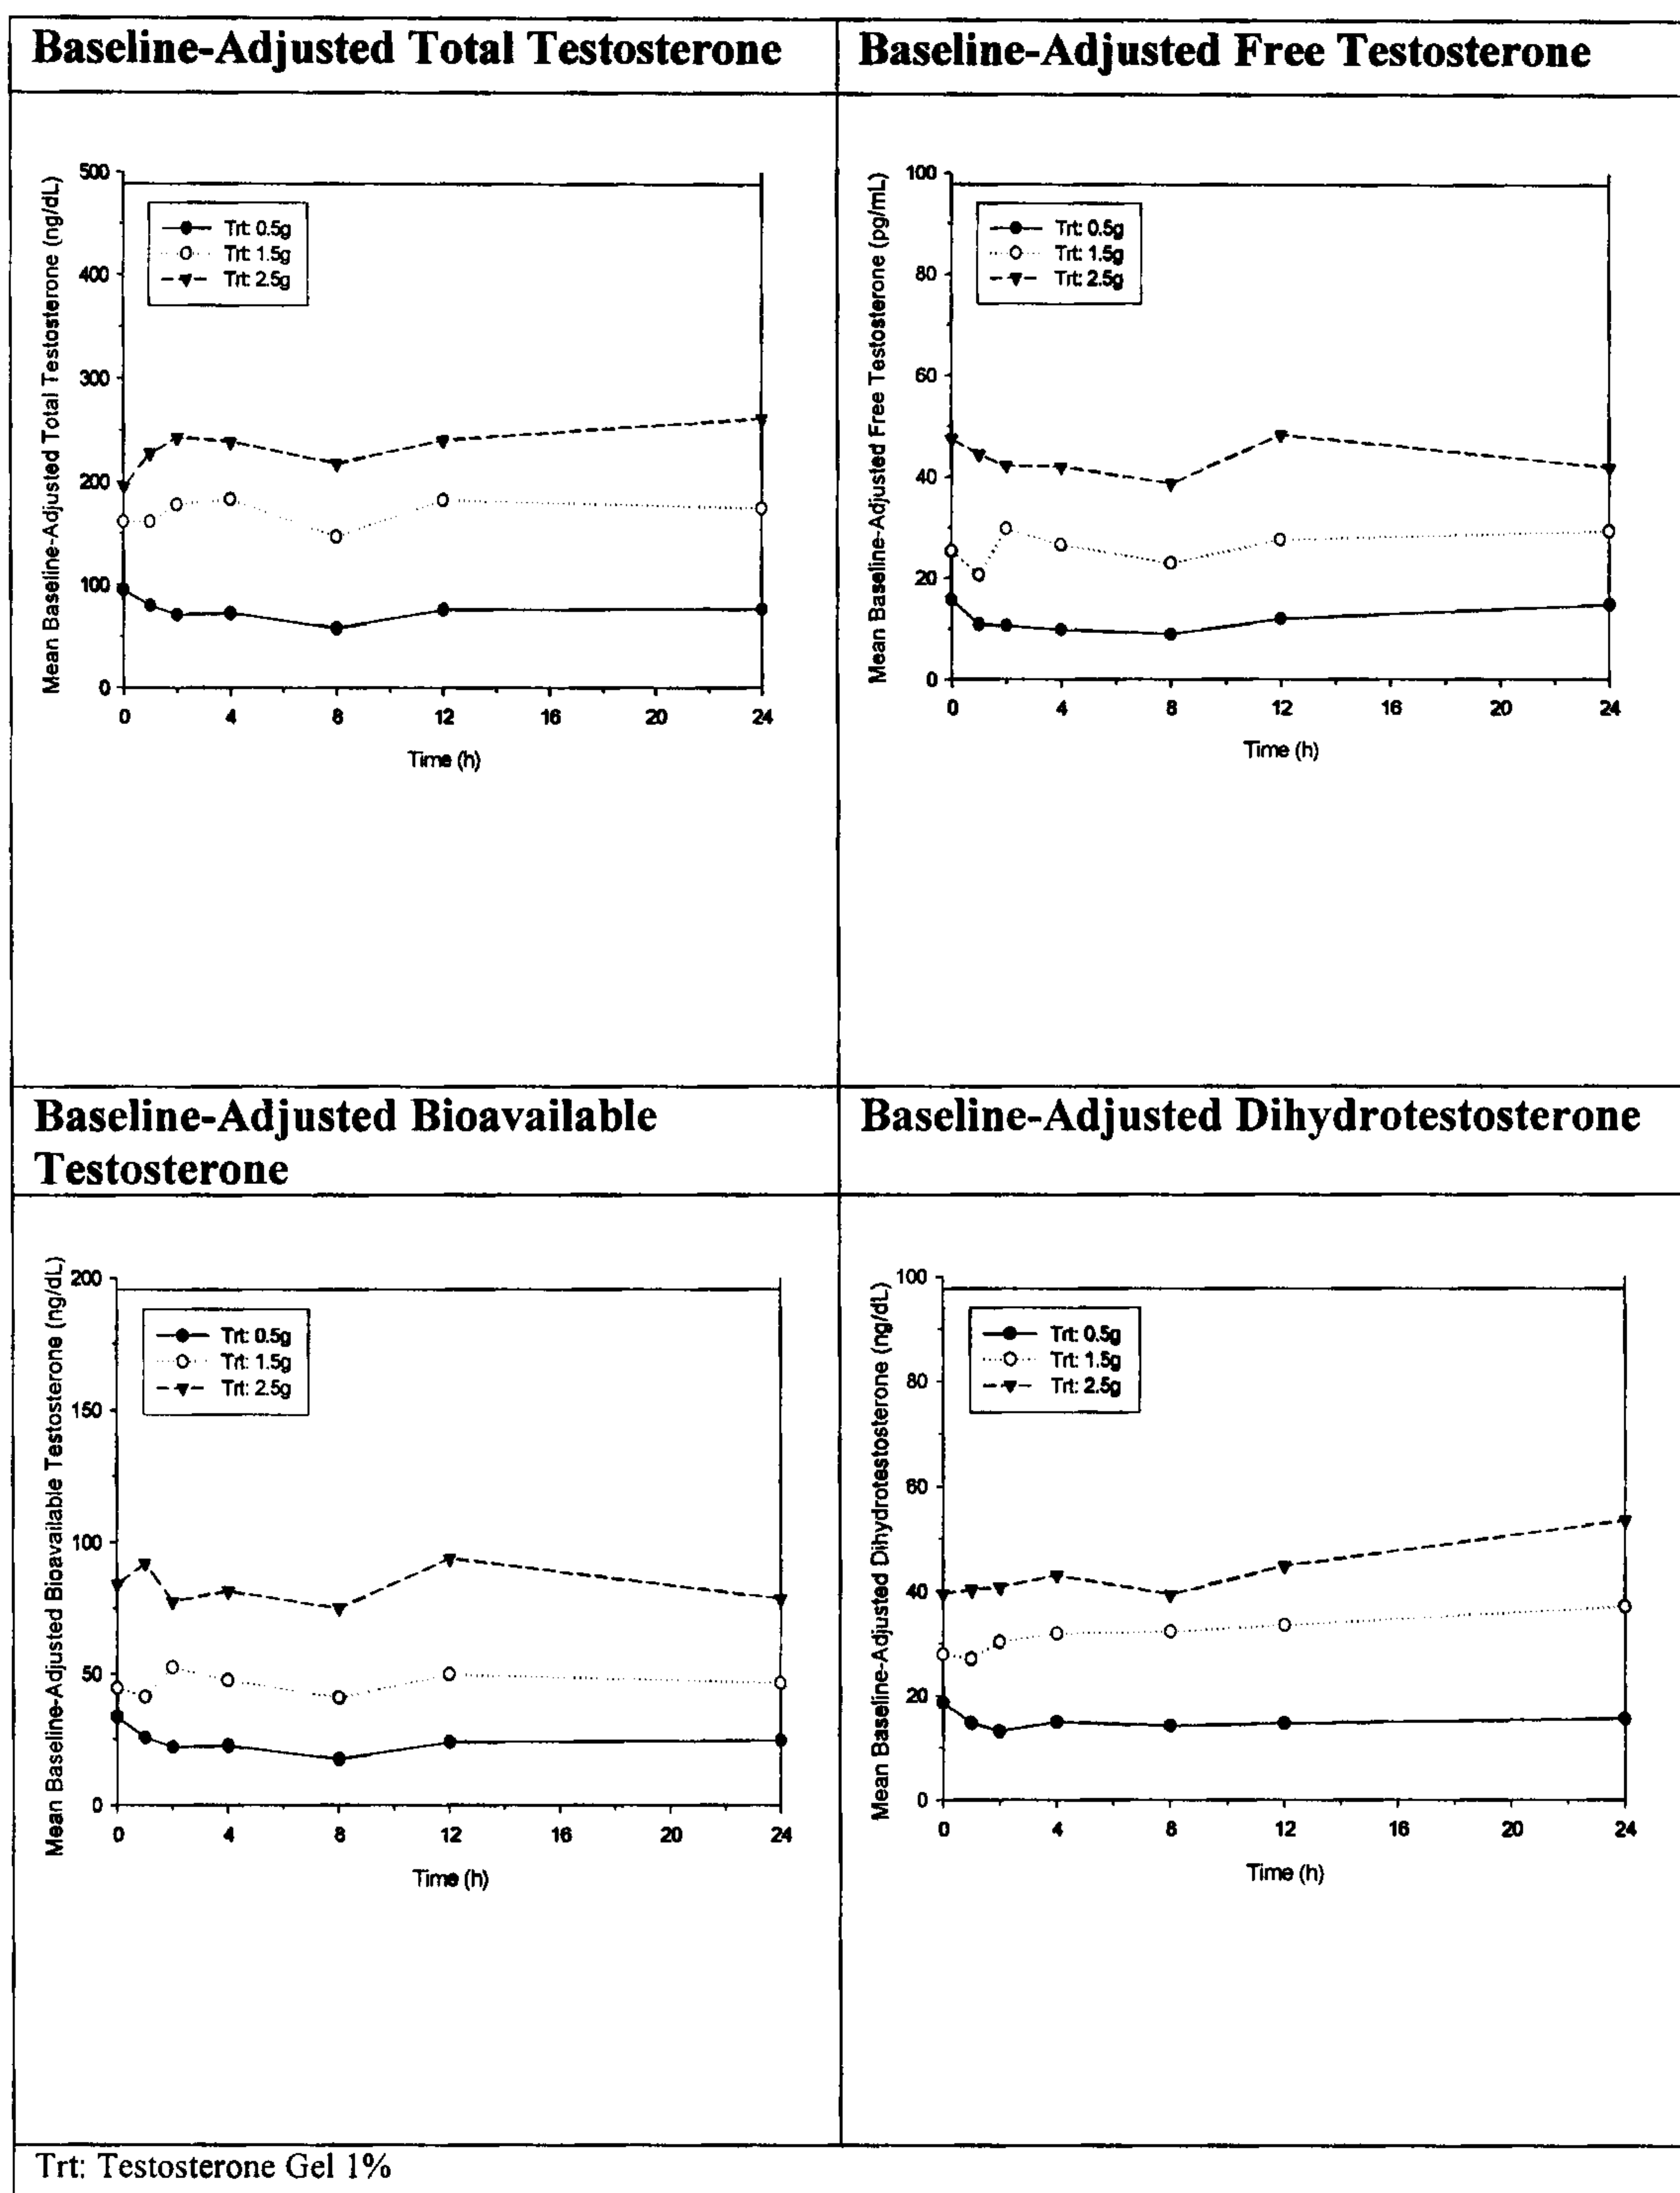 Baseline-Adjusted Total Testosterone
Mean Baseline-Adjusted Total Testosterone (ng/dL)
500
400
300
200
100
0
Trt: 0.5g
Trt: 1.5g
Trt: 2.5g
0 4 8 12 16 20 24
Time (h)
Baseline-Adjusted Free Testosterone
Mean Baseline-Adjusted Free Testosterone (pg/mL)
100
80
60
40
20
0
Trt: 0.5g
Trt: 1.5g
Trt: 2.5g
0 4 8 12 16 20 24
Time (h)
Baseline-Adjusted Bioavailable
Testosterone
Mean Baseline-Adjusted Bioavailable Testosterone (ng/dL)
200
150
100
50
0
Trt: 0.5g
Trt: 1.5g
Trt: 2.5g
0 4 8 12 16 20 24
Time (h)
Baseline-Adjusted Dihydrotestosterone
Mean Baseline-Adjusted Dihydrotestosterone (ng/dL)
100
80
60
40
20
0
Trt: 0.5g
Trt: 1.5g
Trt: 2.5g
0 4 8 12 16 20 24
Time (h)
Trt: Testosterone Gel 1%